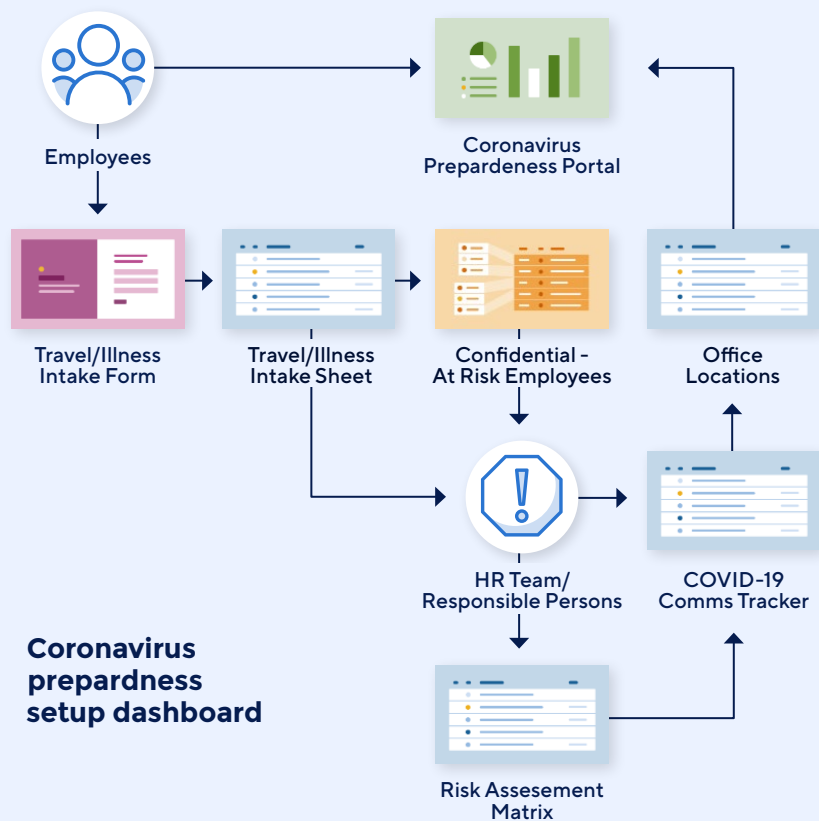 Employees
Coronavirus
Prepardeness Portal
Travel/Illness
Intake Form
Travel/Illness
Intake Sheet
Confidential -
At Risk Employees
Office
Locations
HR Team/
Responsible Persons
COVID-19
Comms Tracker
Coronavirus
prepardness
setup dashboard
Risk Assesement
Matrix